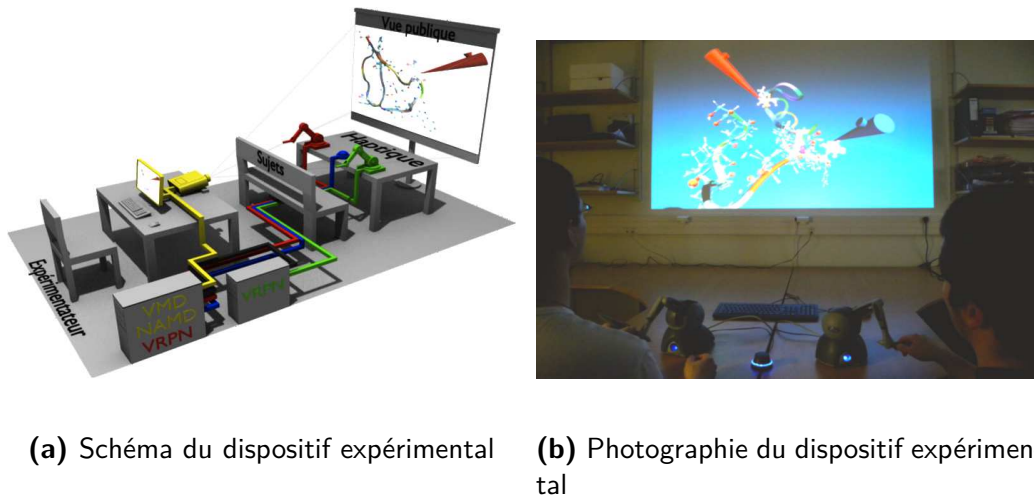 Vue publique
Haptique
Sujets
Expérimentateur
VMD
NAMD
VRPN
VRPN
(a) Schéma du dispositif expérimental
(b) Photographie du dispositif expérimen
tal